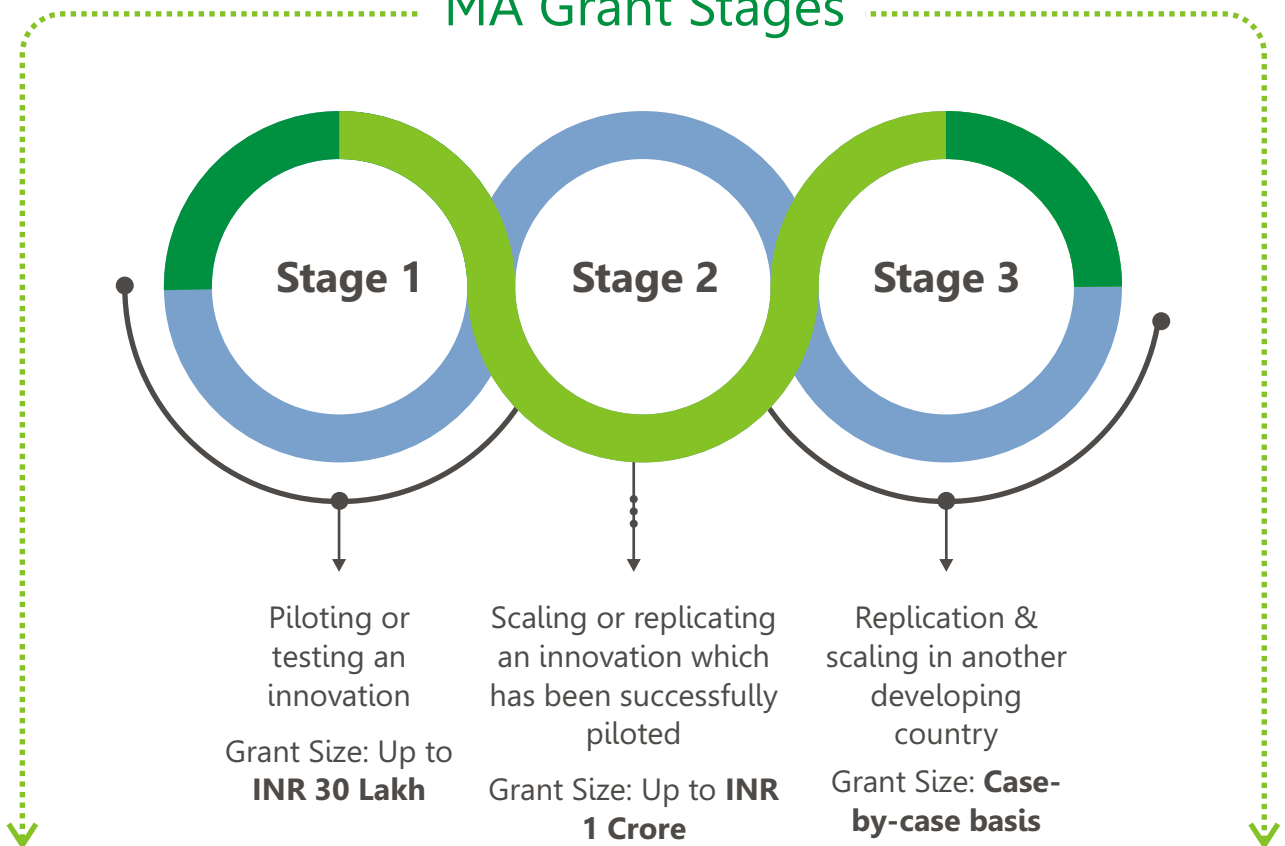 MA Grant Stages
Stage 1
Stage 2
Stage 3
Piloting or
testing an
innovation
Grant Size: Up to
INR 30 Lakh
Scaling or replicating
an innovation which
has been successfully
piloted
Grant Size: Up to INR
1 Crore
Replication &
scaling in another
developing
country
Grant Size: Case-
by-case basis